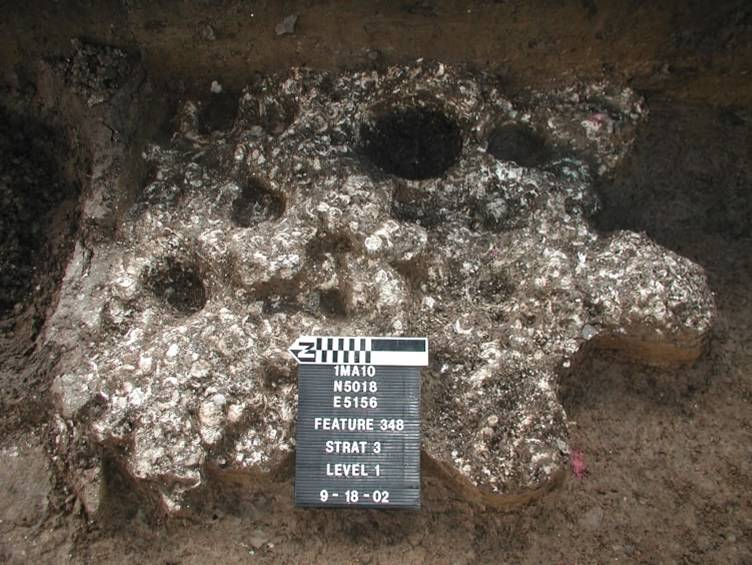 N
1MA10
N5018
E5156
FEATURE 348
STRAT 3
LEVEL 1
9-18-02